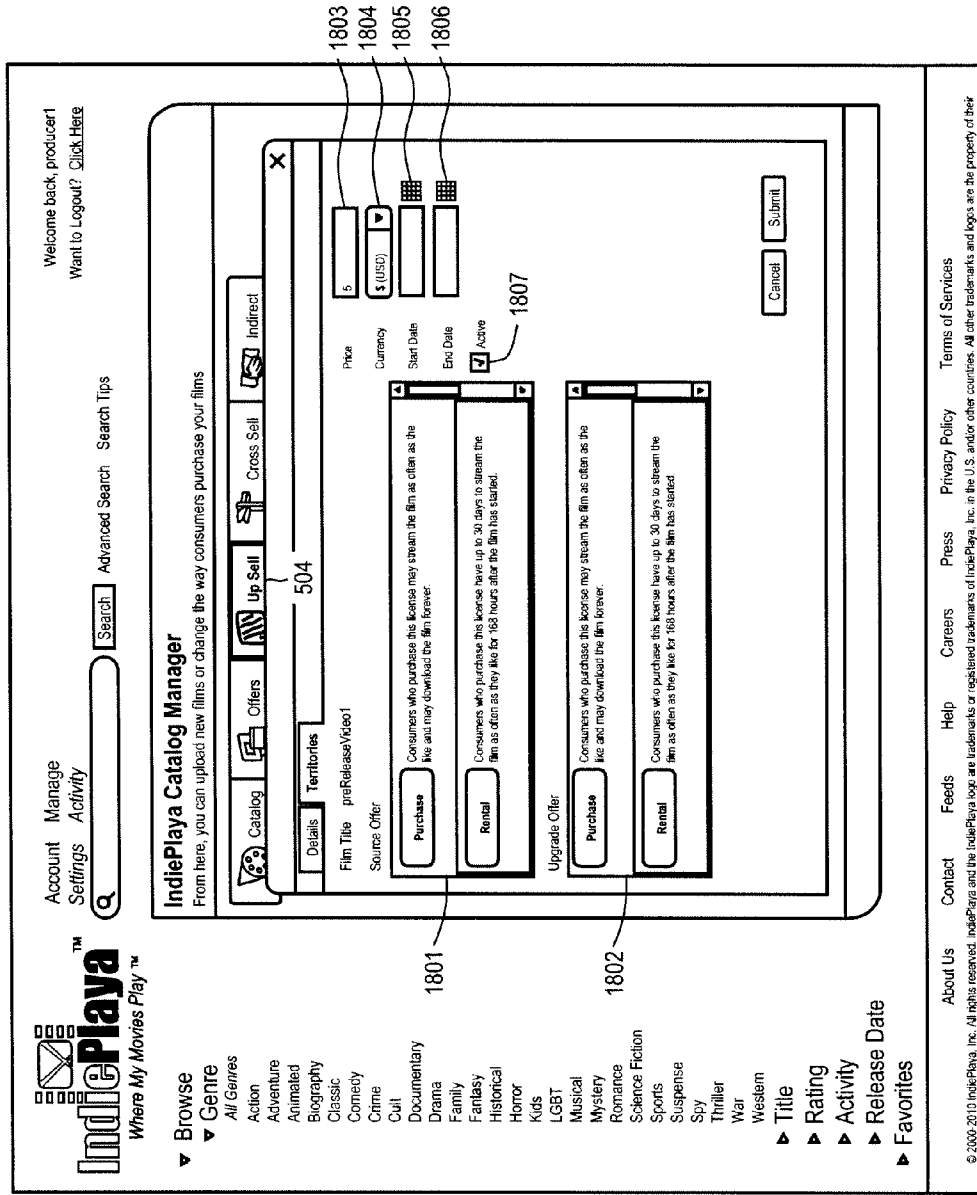 IndiePlaya™
Where My Movies Play™
Account Manage
Settings Activity
Search Advanced Search Search Tips
Welcome back, producer1
Want to Logout? Click Here
Browse
Genre
All Genres
Action
Adventure
Animated
Biography
Classic
Comedy
Crime
Cult
Documentary
Drama
Family
Fantasy
Historical
Horror
Kids
LGBT
Musical
Mystery
Romance
Science Fiction
Sports
Suspense
Spy
Thriller
War
Western
Title
Rating
Activity
Release Date
Favorites
IndiePlaya Catalog Manager
From here, you can upload new films or change the way consumers purchase your films
Catalog Offers Up Sell Cross Sell Indirect
504
X
Details Territories
Film Title preReleaseVideo1
Source Offer
Purchase
Consumers who purchase this license may stream the film as often as the
like and may download the film forever.
Rental
Consumers who purchase this license have up to 30 days to stream the
film as often as they like for 168 hours after the film has started.
1801
Upgrade Offer
Purchase
Consumers who purchase this license may stream the film as often as the
like and may download the film forever.
Rental
Consumers who purchase this license have up to 30 days to stream the
film as often as they like for 168 hours after the film has started
1802
Price 5 1803
Currency $ (USD) 1804
Start Date 1805
End Date 1806
Active 1807
Cancel Submit
About Us Contact Feeds Help Careers Press Privacy Policy Terms of Services
© 2000-2010 IndiePlaya, Inc. All rights reserved. IndiePlaya and the IndiePlaya logo are trademarks or registered trademarks of IndiePlaya, Inc. in the U.S. and/or other countries. All other trademarks and logos are the property of their